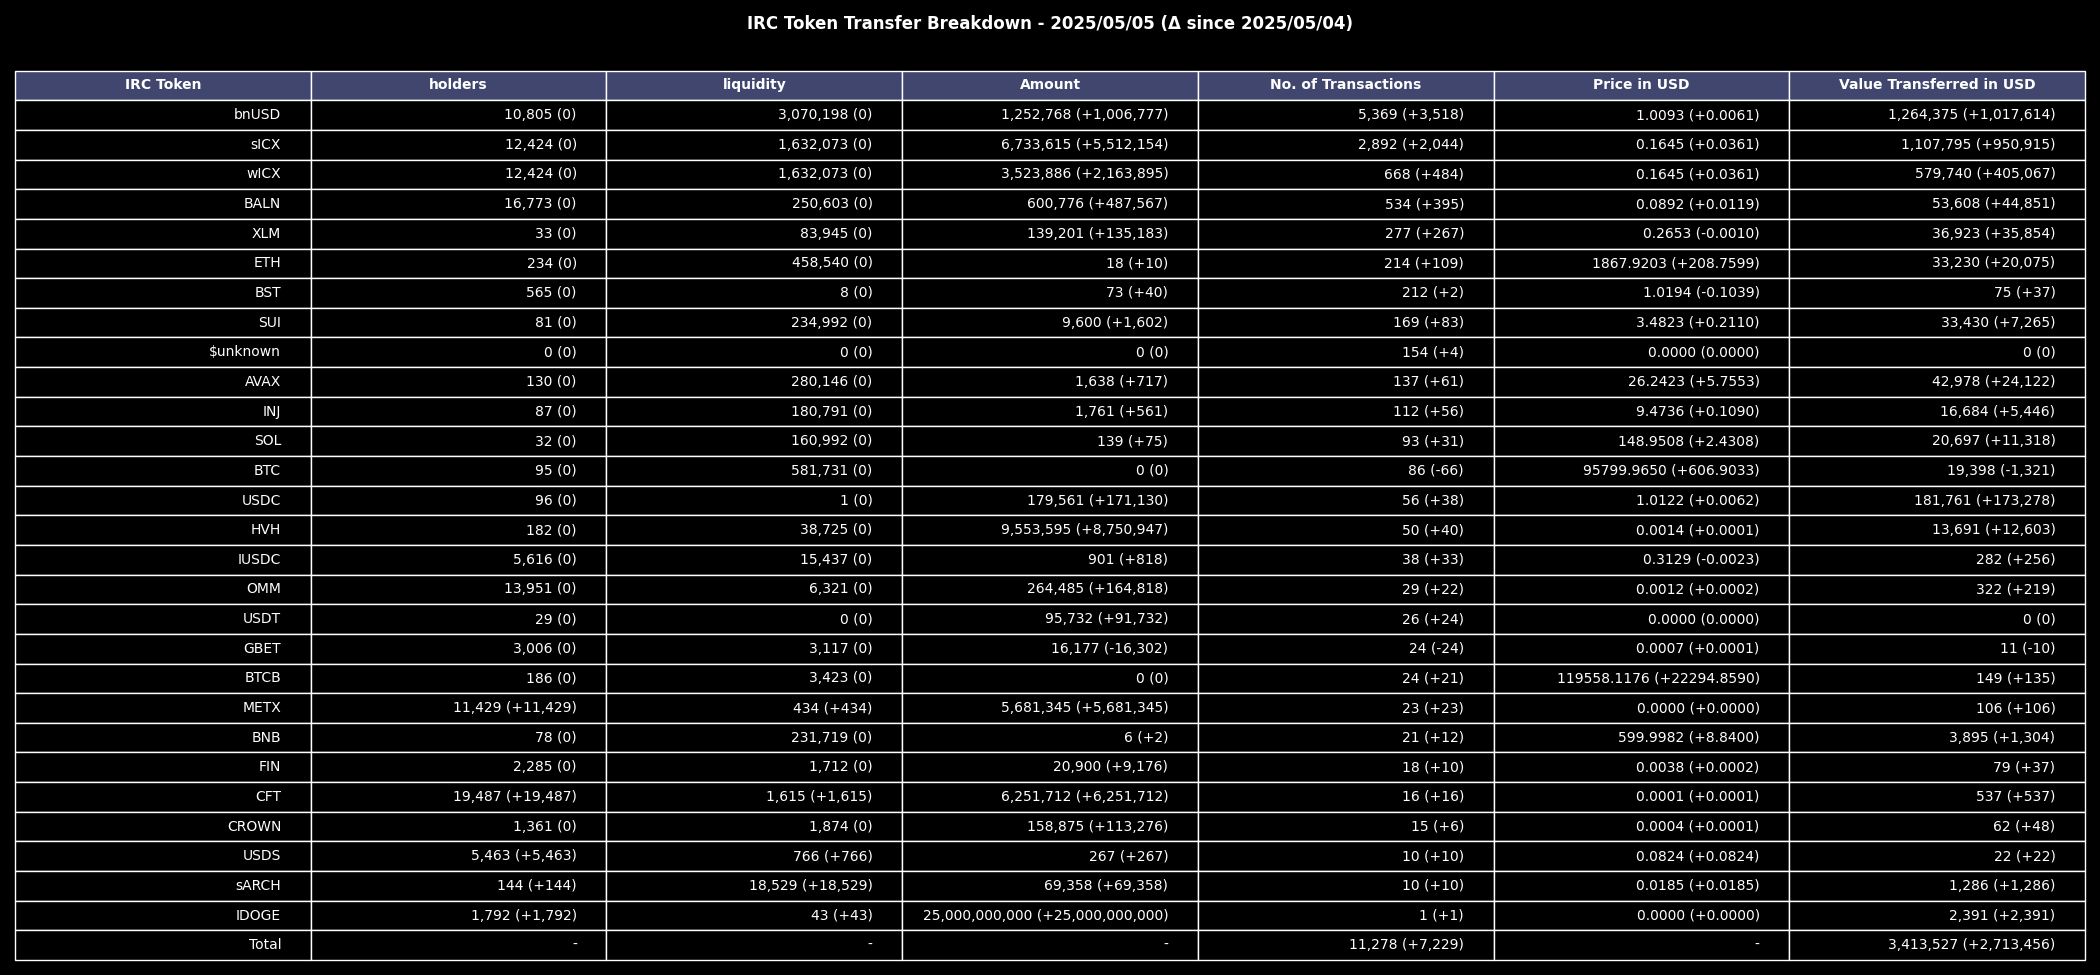 IRC Token Transfer Breakdown - 2025/05/05 (Δ since 2025/05/04)
IRC Token holders liquidity Amount No. of Transactions Price in USD Value Transferred in USD
bnUSD 10,805 (0) 3,070,198 (0) 1,252,768 (+1,006,777) 5,369 (+3,518) 1.0093 (+0.0061) 1,264,375 (+1,017,614)
sICX 12,424 (0) 1,632,073 (0) 6,733,615 (+5,512,154) 2,892 (+2,044) 0.1645 (+0.0361) 1,107,795 (+950,915)
wICX 12,424 (0) 1,632,073 (0) 3,523,886 (+2,163,895) 668 (+484) 0.1645 (+0.0361) 579,740 (+405,067)
BALN 16,773 (0) 250,603 (0) 600,776 (+487,567) 534 (+395) 0.0892 (+0.0119) 53,608 (+44,851)
XLM 33 (0) 83,945 (0) 139,201 (+135,183) 277 (+267) 0.2653 (-0.0010) 36,923 (+35,854)
ETH 234 (0) 458,540 (0) 18 (+10) 214 (+109) 1867.9203 (+208.7599) 33,230 (+20,075)
BST 565 (0) 8 (0) 73 (+40) 212 (+2) 1.0194 (-0.1039) 75 (+37)
SUI 81 (0) 234,992 (0) 9,600 (+1,602) 169 (+83) 3.4823 (+0.2110) 33,430 (+7,265)
$unknown 0 (0) 0 (0) 0 (0) 154 (+4) 0.0000 (0.0000) 0 (0)
AVAX 130 (0) 280,146 (0) 1,638 (+717) 137 (+61) 26.2423 (+5.7553) 42,978 (+24,122)
INJ 87 (0) 180,791 (0) 1,761 (+561) 112 (+56) 9.4736 (+0.1090) 16,684 (+5,446)
SOL 32 (0) 160,992 (0) 139 (+75) 93 (+31) 148.9508 (+2.4308) 20,697 (+11,318)
BTC 95 (0) 581,731 (0) 0 (0) 86 (-66) 95799.9650 (+606.9033) 19,398 (-1,321)
USDC 96 (0) 1 (0) 179,561 (+171,130) 56 (+38) 1.0122 (+0.0062) 181,761 (+173,278)
HVH 182 (0) 38,725 (0) 9,553,595 (+8,750,947) 50 (+40) 0.0014 (+0.0001) 13,691 (+12,603)
IUSDC 5,616 (0) 15,437 (0) 901 (+818) 38 (+33) 0.3129 (-0.0023) 282 (+256)
OMM 13,951 (0) 6,321 (0) 264,485 (+164,818) 29 (+22) 0.0012 (+0.0002) 322 (+219)
USDT 29 (0) 0 (0) 95,732 (+91,732) 26 (+24) 0.0000 (0.0000) 0 (0)
GBET 3,006 (0) 3,117 (0) 16,177 (-16,302) 24 (-24) 0.0007 (+0.0001) 11 (-10)
BTCB 186 (0) 3,423 (0) 0 (0) 24 (+21) 119558.1176 (+22294.8590) 149 (+135)
METX 11,429 (+11,429) 434 (+434) 5,681,345 (+5,681,345) 23 (+23) 0.0000 (+0.0000) 106 (+106)
BNB 78 (0) 231,719 (0) 6 (+2) 21 (+12) 599.9982 (+8.8400) 3,895 (+1,304)
FIN 2,285 (0) 1,712 (0) 20,900 (+9,176) 18 (+10) 0.0038 (+0.0002) 79 (+37)
CFT 19,487 (+19,487) 1,615 (+1,615) 6,251,712 (+6,251,712) 16 (+16) 0.0001 (+0.0001) 537 (+537)
CROWN 1,361 (0) 1,874 (0) 158,875 (+113,276) 15 (+6) 0.0004 (+0.0001) 62 (+48)
USDS 5,463 (+5,463) 766 (+766) 267 (+267) 10 (+10) 0.0824 (+0.0824) 22 (+22)
sARCH 144 (+144) 18,529 (+18,529) 69,358 (+69,358) 10 (+10) 0.0185 (+0.0185) 1,286 (+1,286)
IDOGE 1,792 (+1,792) 43 (+43) 25,000,000,000 (+25,000,000,000) 1 (+1) 0.0000 (+0.0000) 2,391 (+2,391)
Total - - - 11,278 (+7,229) - 3,413,527 (+2,713,456)